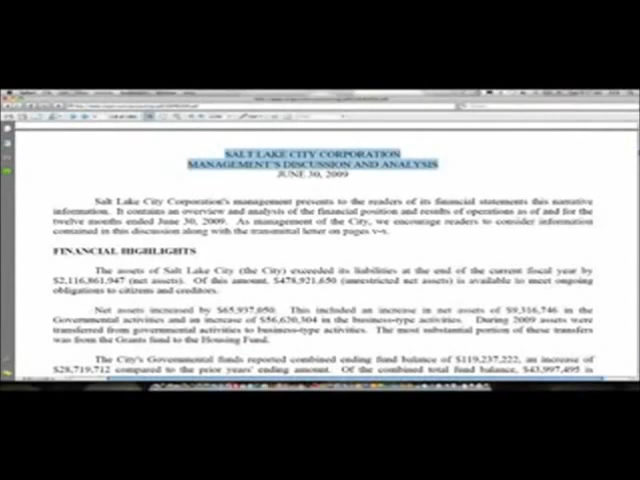 SALT LAKE CITY CORPORATION
MANAGEMENT'S DISCUSSION AND ANALYSIS
JUNE 30, 2009
Salt Lake City Corporation's management presents to the readers of its financial statements this narrative
information. It contains an overview and analysis of the financial position and results of operations as of and for the
twelve months ended June 30, 2009. As management of the City, we encourage readers to consider information
contained in this discussion along with the transmittal letter on pages v-x.
FINANCIAL HIGHLIGHTS
The assets of Salt Lake City (the City) exceeded its liabilities at the end of the current fiscal year by
$2,116,861,947 (net assets). Of this amount, $478,921,650 (unrestricted net assets) is available to meet ongoing
obligations to citizens and creditors.
Net assets increased by $65,937,050. This included an increase in net assets of $9,316,746 in the
Governmental activities and an increase of $56,620,304 in the business-type activities. During 2009 assets were
transferred from governmental activities to business-type activities. The most substantial portion of these transfers
was from the Grants fund to the Housing Fund.
The City's Governmental funds reported combined ending fund balance of $119,237,222, an increase of
$28,719,712 compared to the prior years' ending amount. Of the combined total fund balance, $43,997,495 is